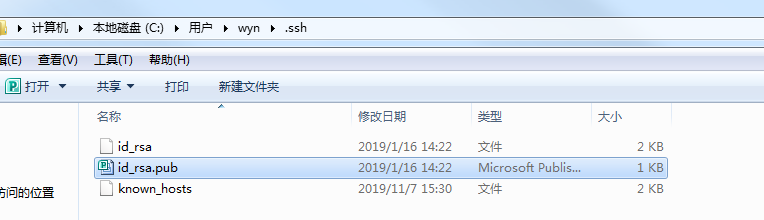 计算机 本地磁盘 (C:) 用户 wyn .ssh
(E) 查看(V) 工具(T) 帮助(H)
打开 共享 打印 新建文件夹
名称 修改日期 类型 大小
id_rsa 2019/1/16 14:22 文件 2 KB
id_rsa.pub 2019/1/16 14:22 Microsoft Publis... 1 KB
known_hosts 2019/11/7 15:30 文件 2 KB
访问的位置